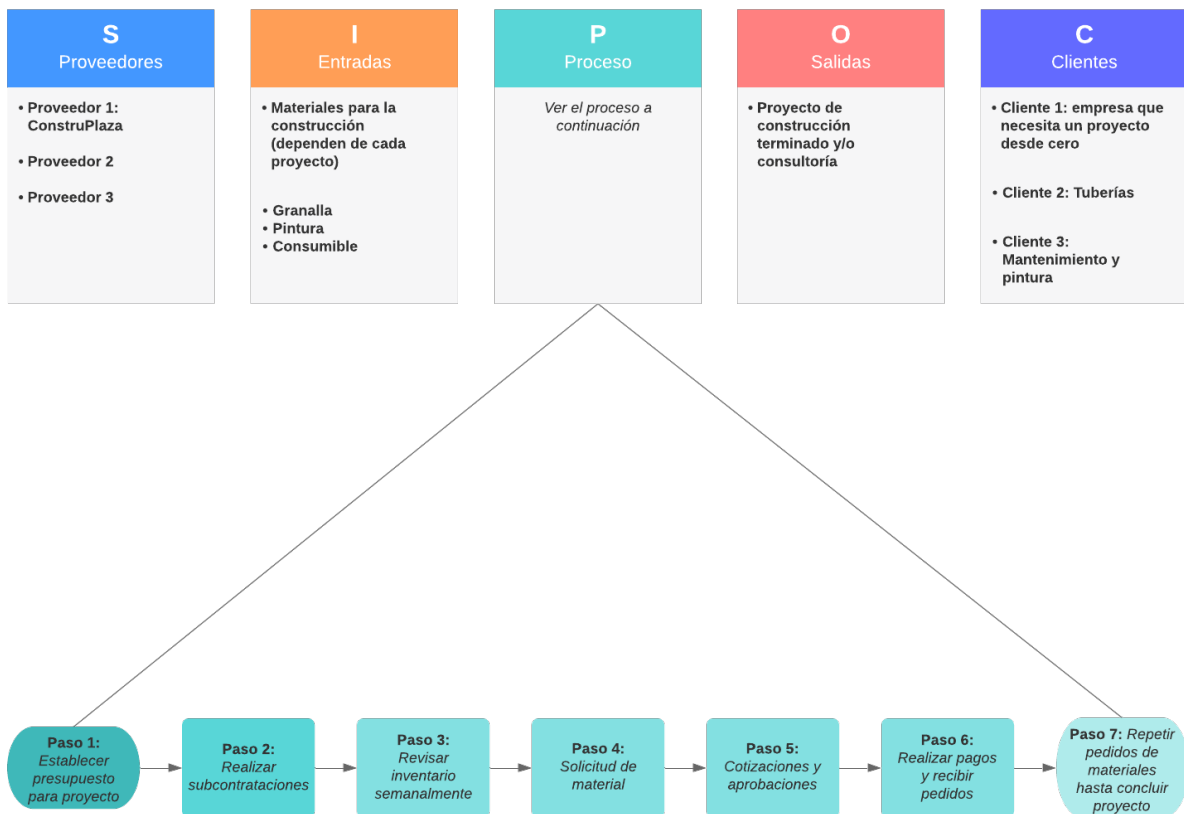 S
Proveedores
• Proveedor 1:
ConstruPlaza
• Proveedor 2
• Proveedor 3
I
Entradas
• Materiales para la
construcción
(dependen de cada
proyecto)
• Granalla
• Pintura
• Consumible
P
Proceso
Ver el proceso a
continuación
O
Salidas
• Proyecto de
construcción
terminado y/o
consultoría
C
Clientes
• Cliente 1: empresa que
necesita un proyecto
desde cero
• Cliente 2: Tuberías
• Cliente 3:
Mantenimiento y
pintura
Paso 1:
Establecer
presupuesto
para proyecto
Paso 2:
Realizar
subcontrataciones
Paso 3:
Revisar
inventario
semanalmente
Paso 4:
Solicitud de
material
Paso 5:
Cotizaciones y
aprobaciones
Paso 6:
Realizar pagos
y recibir
pedidos
Paso 7: Repetir
pedidos de
materiales
hasta concluir
proyecto